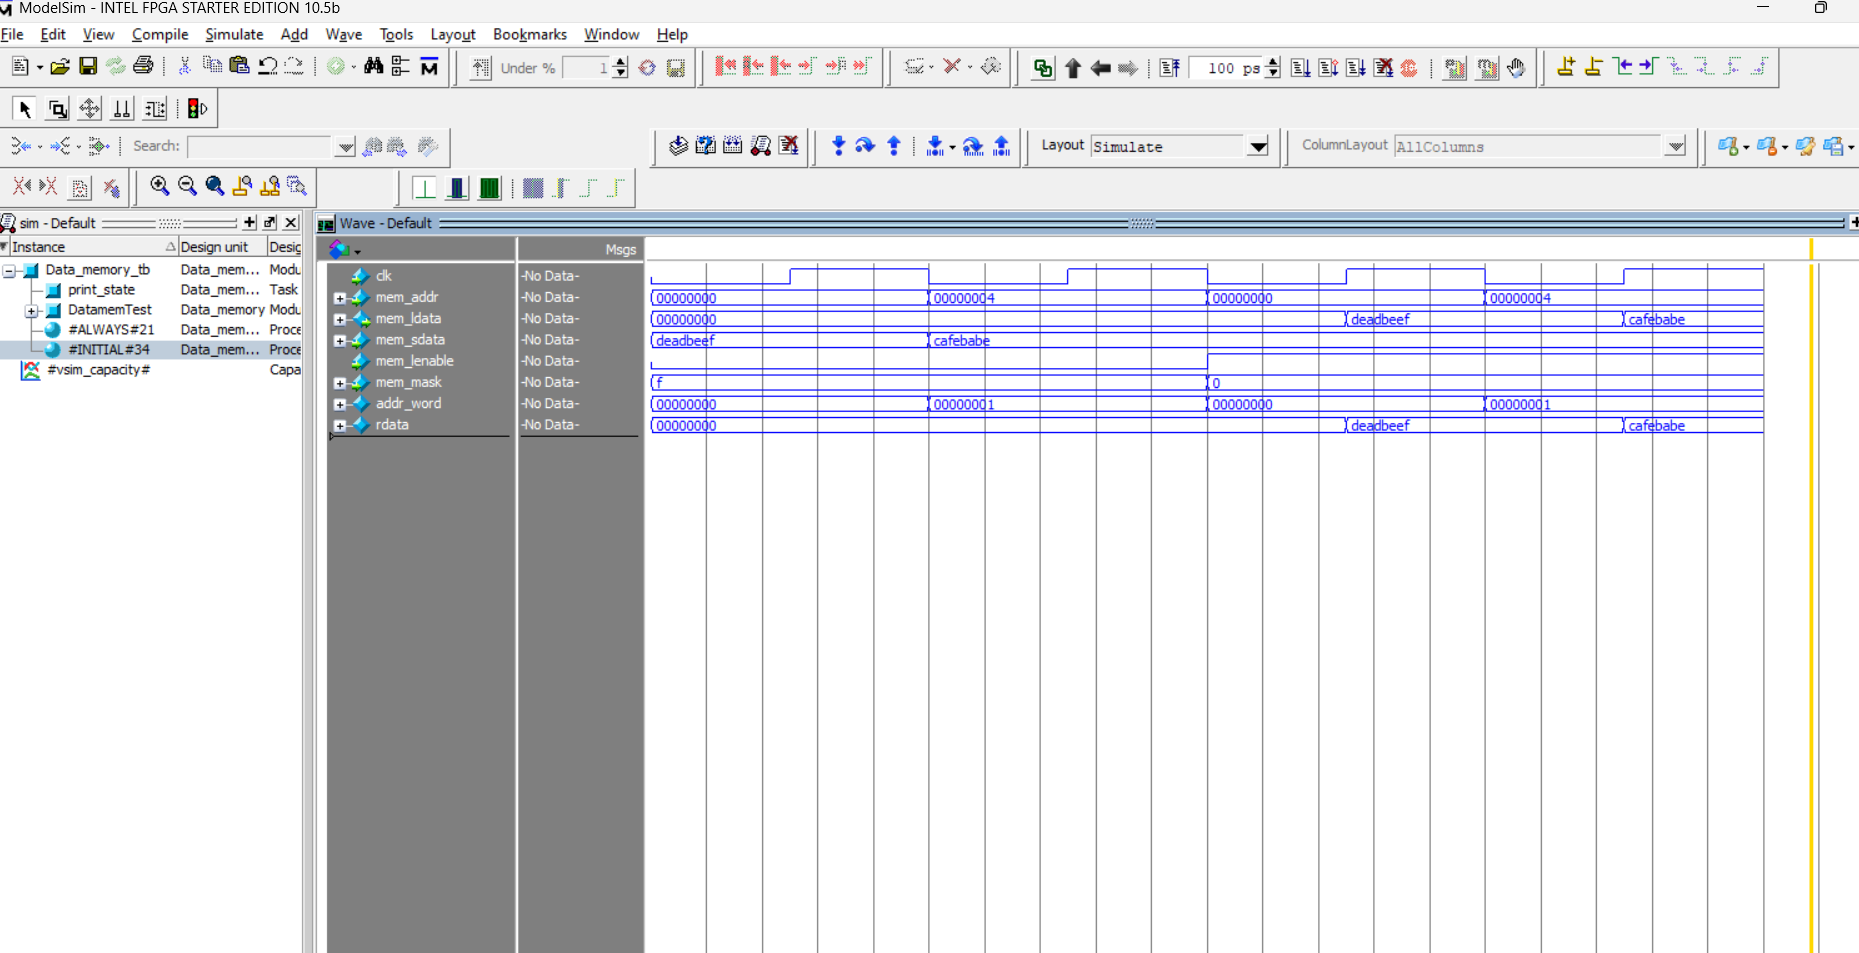 ModelSim - INTEL FPGA STARTER EDITION 10.5b
File Edit View Compile Simulate Add Wave Tools Layout Bookmarks Window Help
Under % 1 100 ps
Search: Layout Simulate ColumnLayout AllColumns
sim - Default
Instance Design unit Desig
Data_memory_tb Data_mem... Modu
print_state Data_mem... Task
DatamemTest Data_memory Modu
#ALWAYS#21 Data_mem... Proce
#INITIAL#34 Data_mem... Proce
#vsim_capacity# Capa
Wave - Default
Msgs
clk -No Data-
mem_addr -No Data- 00000000 00000004 00000000 00000004
mem_ldata -No Data- 00000000 deadbeef cafebabe
mem_sdata -No Data- deadbeef cafebabe
mem_lenable -No Data-
mem_mask -No Data- f 0
addr_word -No Data- 00000000 00000001 00000000 00000001
rdata -No Data- 00000000 deadbeef cafebabe